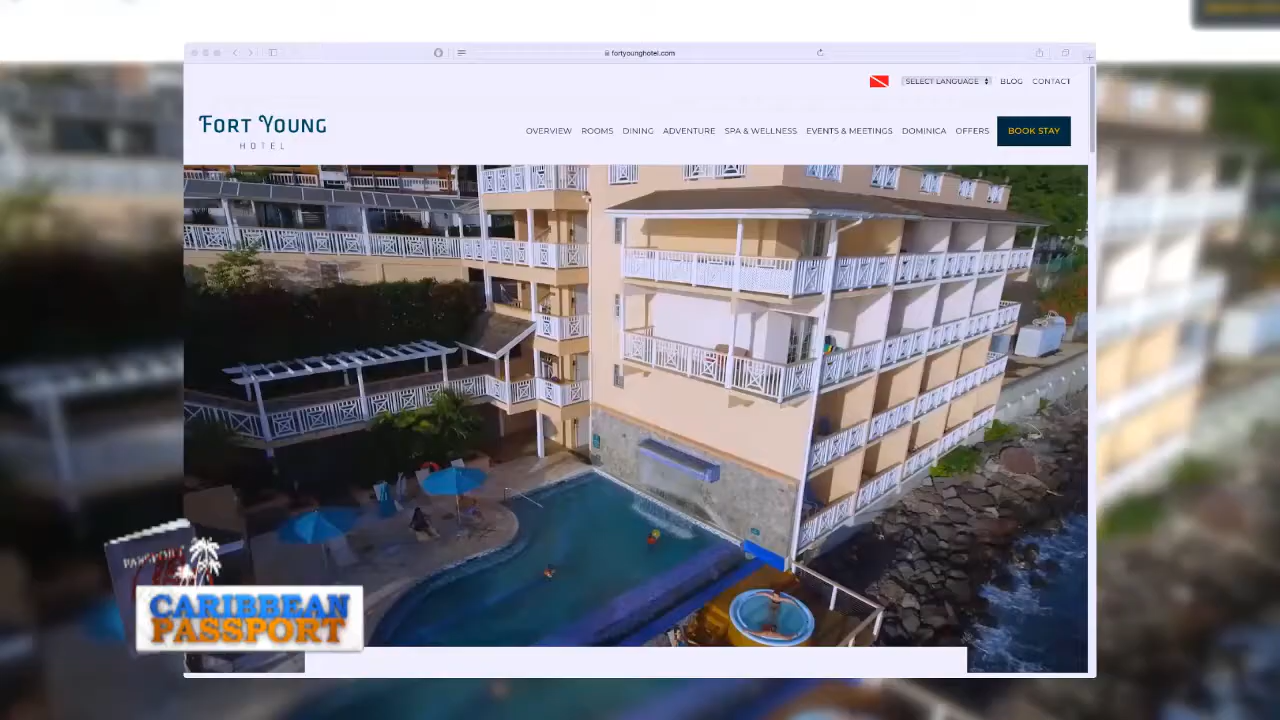 fortyounghotel.com
SELECT LANGUAGE
BLOG
CONTACT
FORT YOUNG
HOTEL
OVERVIEW
ROOMS
DINING
ADVENTURE
SPA & WELLNESS
EVENTS & MEETINGS
DOMINICA
OFFERS
BOOK STAY
PASSPORT
CARIBBEAN
PASSPORT